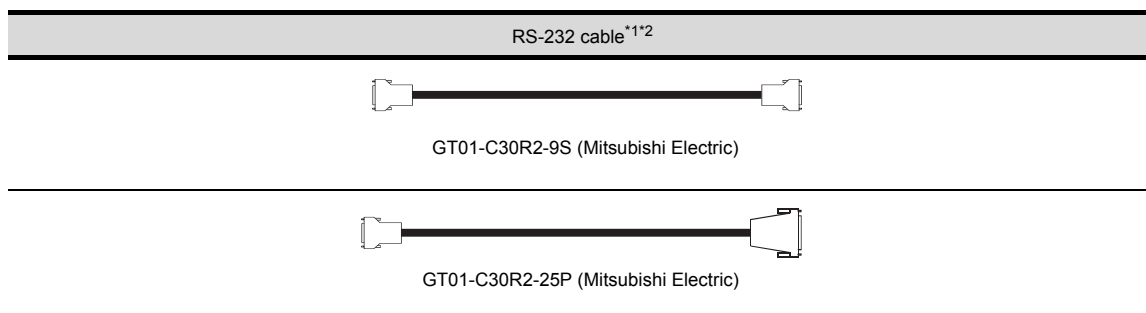 RS-232 cable*1*2
GT01-C30R2-9S (Mitsubishi Electric)
GT01-C30R2-25P (Mitsubishi Electric)